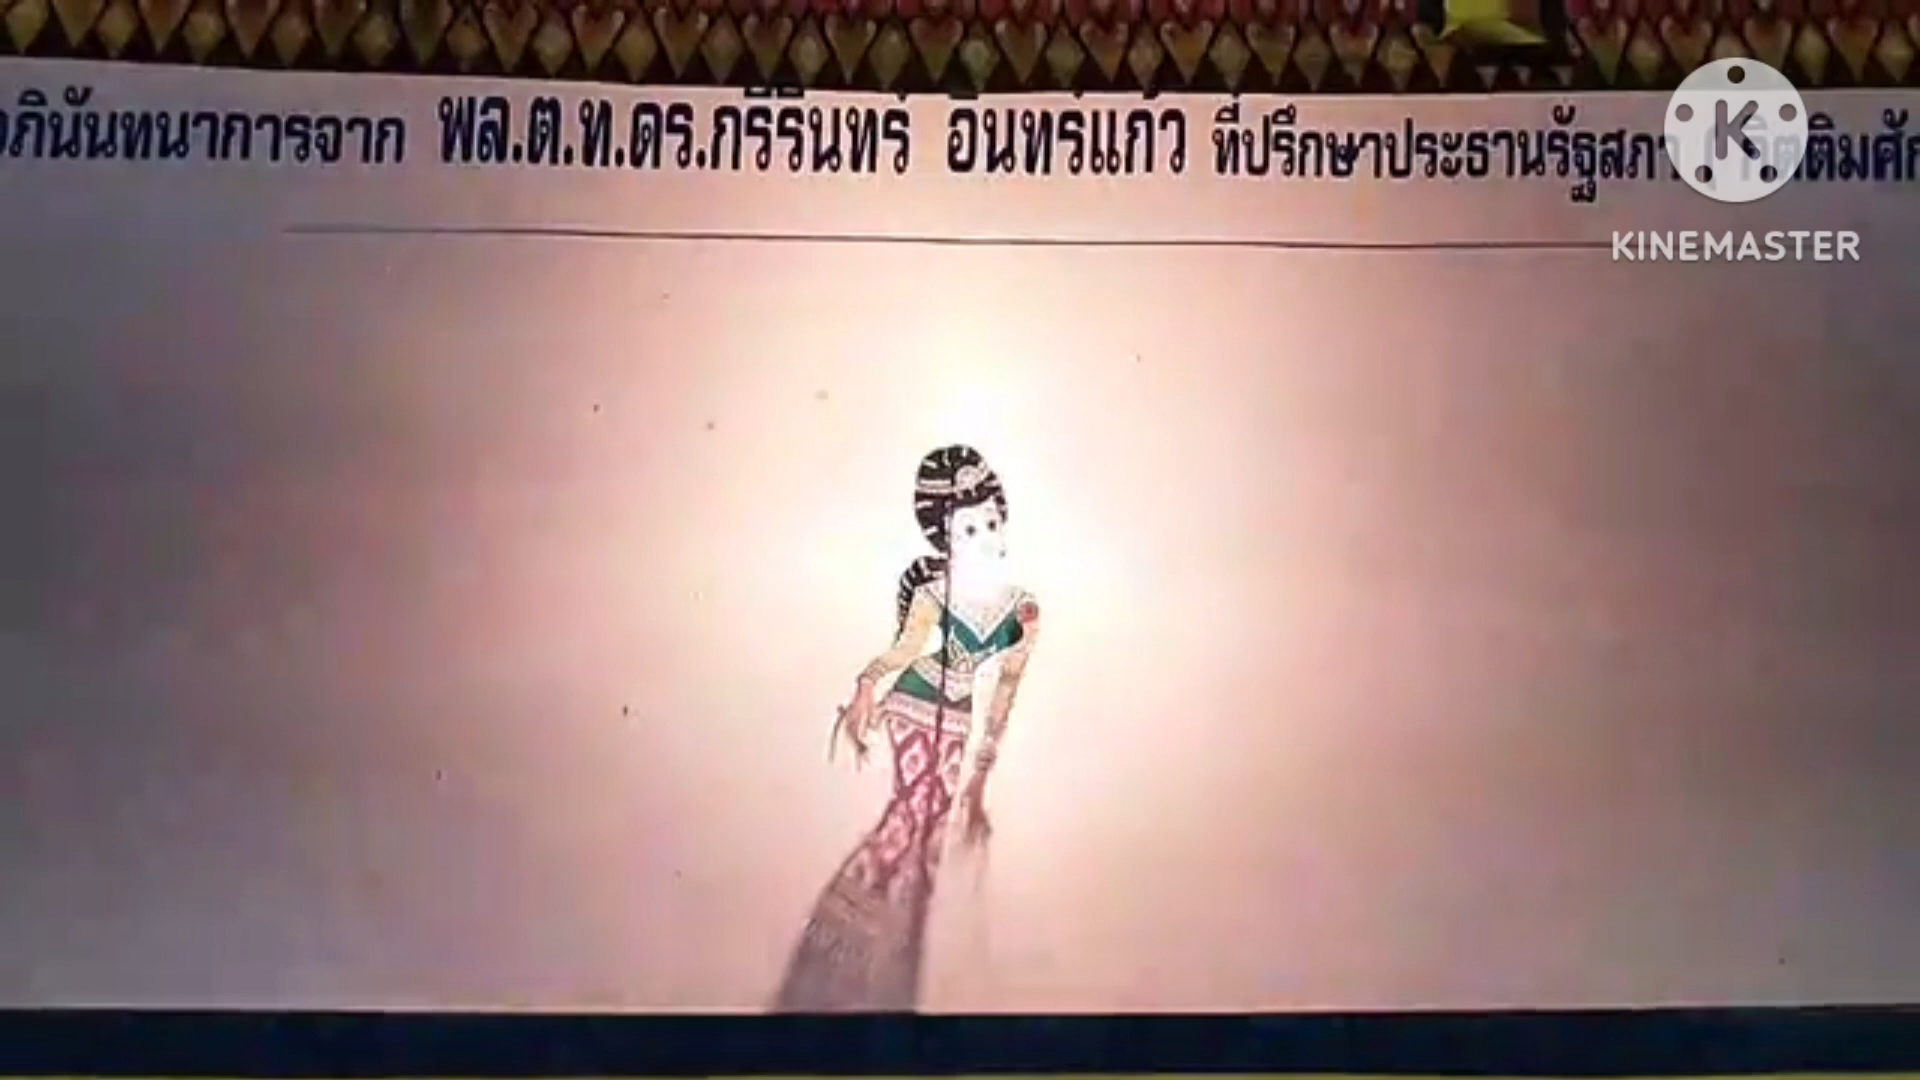 อภินันทนาการจาก พล.ต.ท.ดร.ภรีรินทร์ อินทร์แก้ว ที่ปรึกษาประธานรัฐสภา
K
KINEMASTER